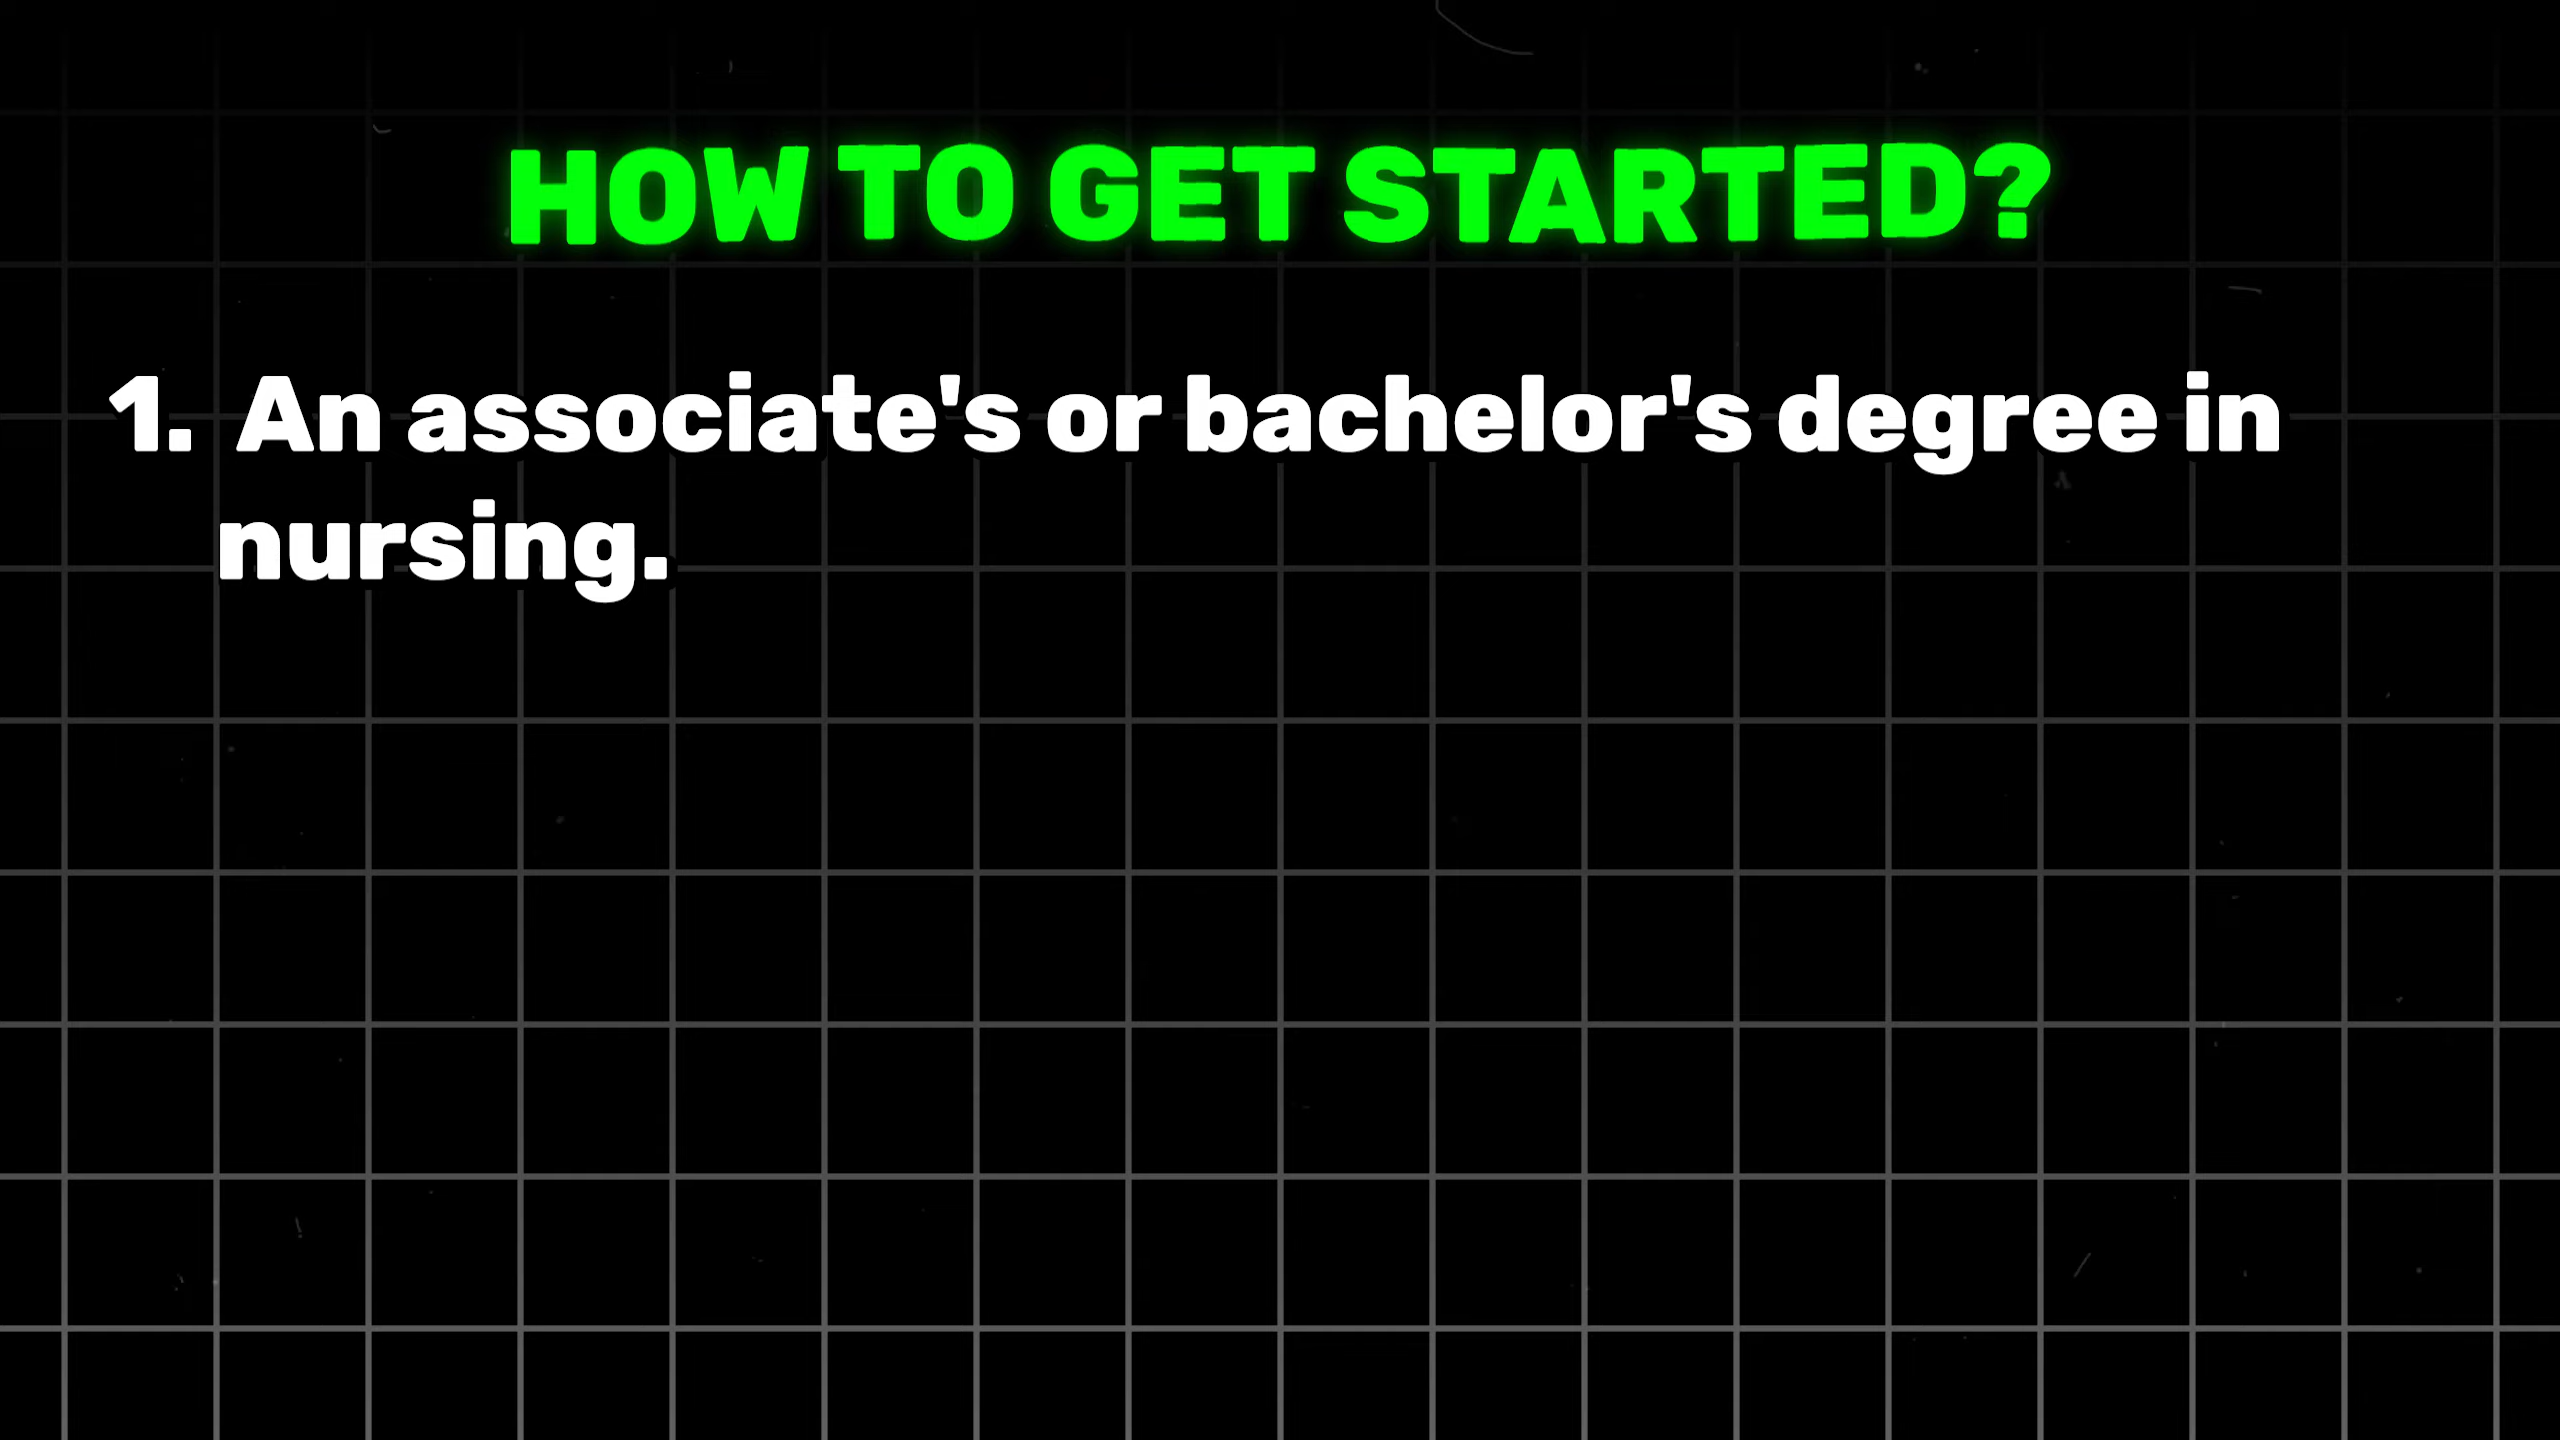 HOW TO GET STARTED?
1. An associate's or bachelor's degree in
nursing.